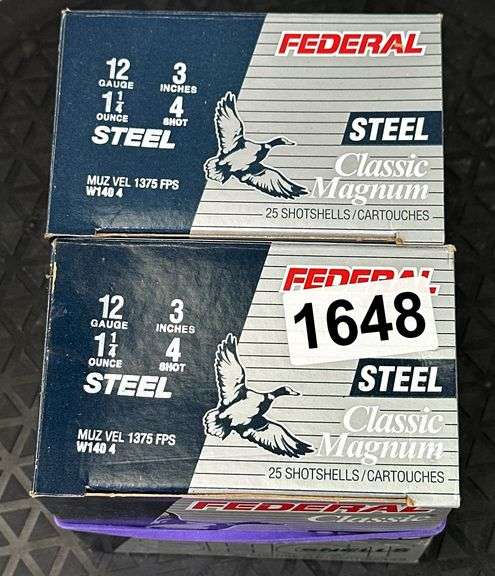 FEDERAL
12 3
GAUGE INCHES
1 1/4 4
OUNCE SHOT
STEEL
STEEL
Classic
Magnum
MUZ VEL 1375 FPS
W140 4
25 SHOTSHELLS/CARTOUCHES
FEDERAL
1648
12 3
GAUGE INCHES
1 1/4 4
OUNCE SHOT
STEEL
STEEL
Classic
Magnum
MUZ VEL 1375 FPS
W140 4
25 SHOTSHELLS/CARTOUCHES
FEDERAL
Classic